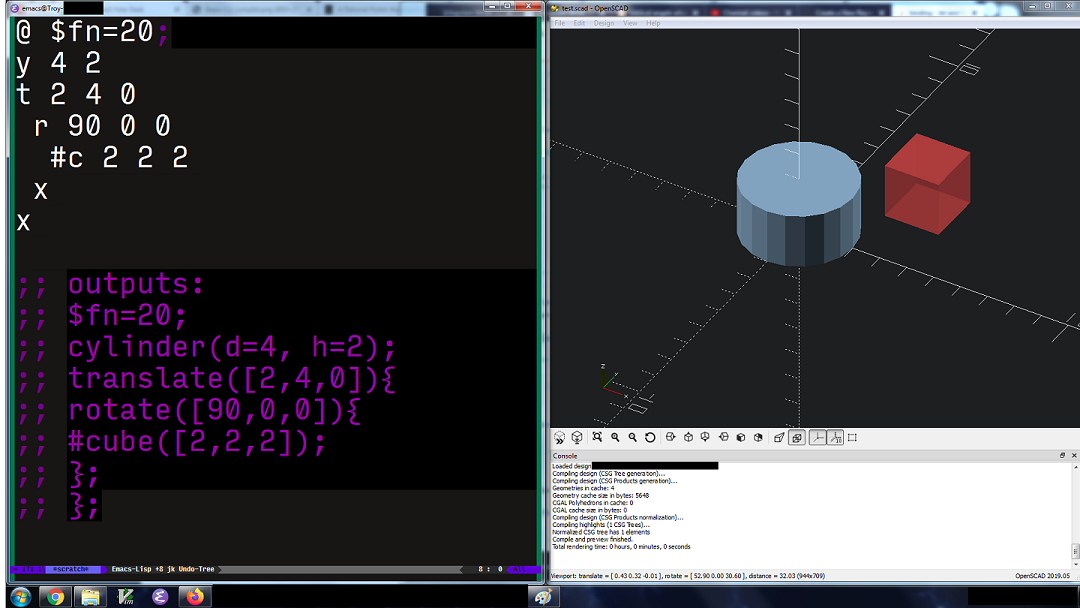 emacs@Troy-
@ $fn=20;
y 4 2
t 2 4 0
r 90 0 0
#c 2 2 2
x
x
;; outputs:
;; $fn=20;
;; cylinder(d=4, h=2);
;; translate([2,4,0]){
;; rotate([90,0,0]){
;; #cube([2,2,2]);
;; };
;; };
*scratch* Emacs-Lisp +8 jk Undo-Tree 8: 0 All
test.scad - OpenSCAD
File Edit Design View Help
z
y
x
Console
Loaded design
Compiling design (CSG Tree generation)...
Compiling design (CSG Products generation)...
Geometries in cache: 4
Geometry cache size in bytes: 5648
CGAL Polyhedrons in cache: 0
CGAL cache size in bytes: 0
Compiling design (CSG Products normalization)...
Compiling highlights (1 CSG Trees)...
Normalized CSG tree has 1 elements
Compile and preview finished.
Total rendering time: 0 hours, 0 minutes, 0 seconds
Viewport: translate = [ 0.43 0.32 -0.01 ], rotate = [ 52.90 0.00 30.60 ], distance = 32.03 (944x709)
OpenSCAD 2019.05